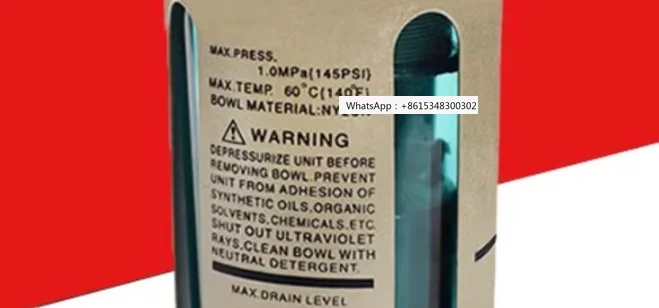 MAX.PRESS.
1.0MPa(145PSI)
MAX.TEMP. 60°C(140°F)
BOWL MATERIAL:
WhatsApp：+8615348300302
WARNING
DEPRESSURIZE UNIT BEFORE
REMOVING BOWL.PREVENT
UNIT FROM ADHESION OF
SYNTHETIC OILS,ORGANIC
SOLVENTS,CHEMICALS,ETC.
SHUT OUT ULTRAVIOLET
RAYS.CLEAN BOWL WITH
NEUTRAL DETERGENT.
MAX.DRAIN LEVEL